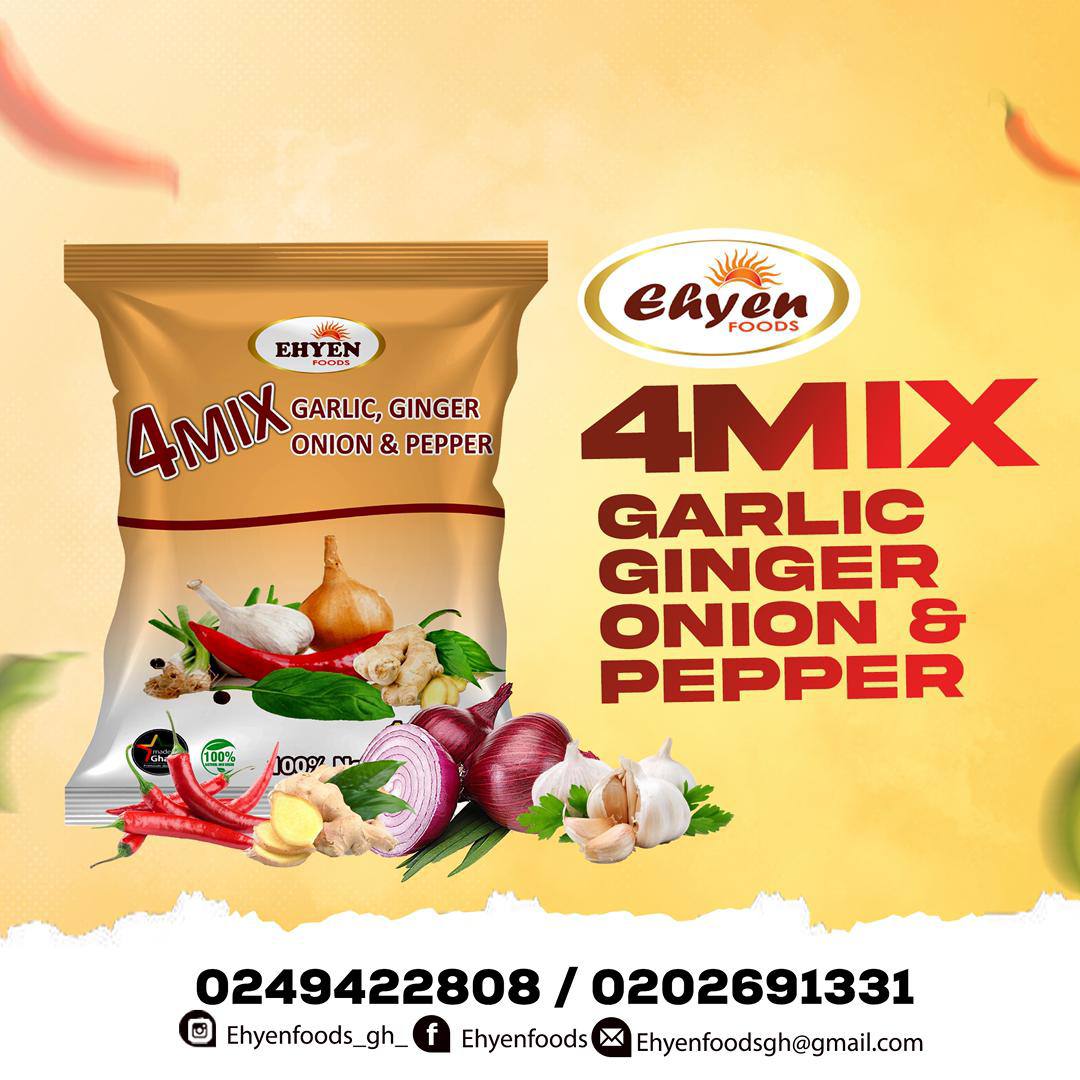 EHYEN
FOODS
4MIX
GARLIC, GINGER
ONION & PEPPER
100%
100%
Ehyen
FOODS
4MIX
GARLIC
GINGER
ONION &
PEPPER
0249422808 / 0202691331
Ehyenfoods_gh_ Ehyenfoods Ehyenfoodsgh@gmail.com